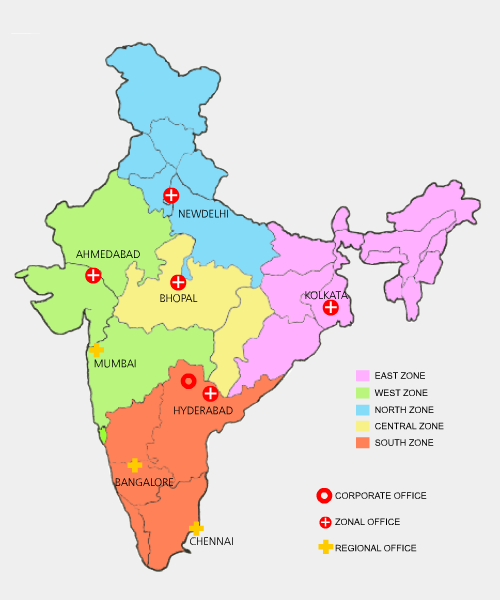 NEWDELHI
AHMEDABAD
BHOPAL
KOLKATA
MUMBAI
HYDERABAD
BANGALORE
CHENNAI
EAST ZONE
WEST ZONE
NORTH ZONE
CENTRAL ZONE
SOUTH ZONE
CORPORATE OFFICE
ZONAL OFFICE
REGIONAL OFFICE